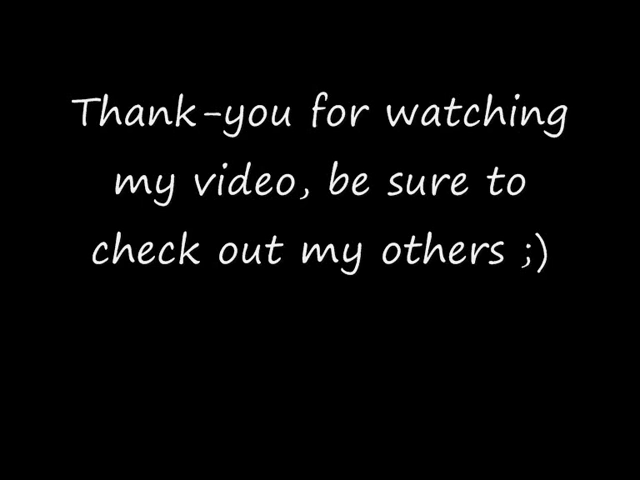 Thank-you for watching
my video, be sure to
check out my others ;)